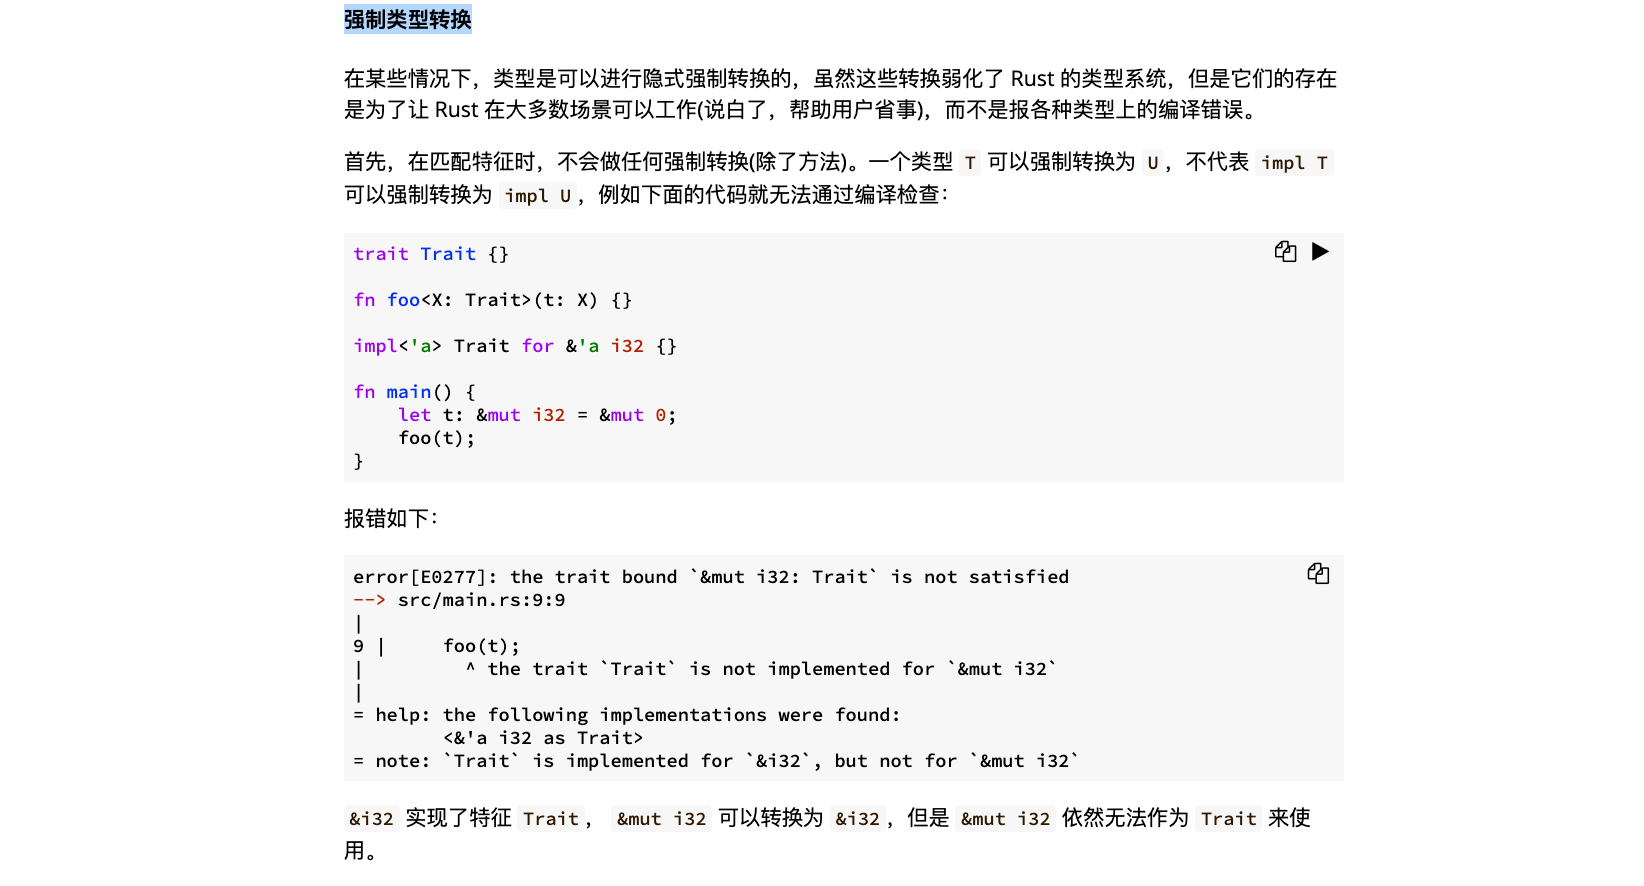 强制类型转换
在某些情况下，类型是可以进行隐式强制转换的，虽然这些转换弱化了 Rust 的类型系统，但是它们的存在
是为了让 Rust 在大多数场景可以工作(说白了，帮助用户省事)，而不是报各种类型上的编译错误。
首先，在匹配特征时，不会做任何强制转换(除了方法)。一个类型 T 可以强制转换为 U，不代表 impl T
可以强制转换为 impl U，例如下面的代码就无法通过编译检查：
trait Trait {}
fn foo<X: Trait>(t: X) {}
impl<'a> Trait for &'a i32 {}
fn main() {
    let t: &mut i32 = &mut 0;
    foo(t);
}
报错如下：
error[E0277]: the trait bound `&mut i32: Trait` is not satisfied
--> src/main.rs:9:9
|
9 |     foo(t);
|         ^ the trait `Trait` is not implemented for `&mut i32`
|
= help: the following implementations were found:
        <&'a i32 as Trait>
= note: `Trait` is implemented for `&i32`, but not for `&mut i32`
&i32 实现了特征 Trait， &mut i32 可以转换为 &i32，但是 &mut i32 依然无法作为 Trait 来使
用。